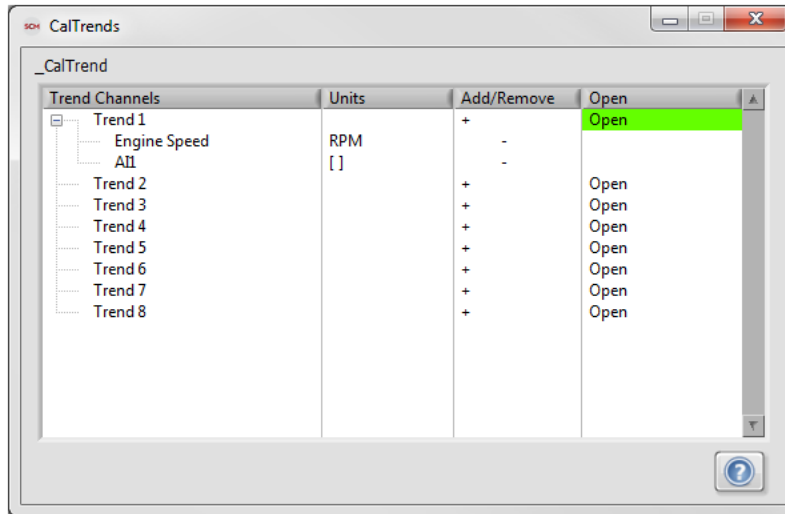 SCM CalTrends
_CalTrend
Trend Channels Units Add/Remove Open
Trend 1 + Open
Engine Speed RPM -
AI1 [ ] -
Trend 2 + Open
Trend 3 + Open
Trend 4 + Open
Trend 5 + Open
Trend 6 + Open
Trend 7 + Open
Trend 8 + Open
?